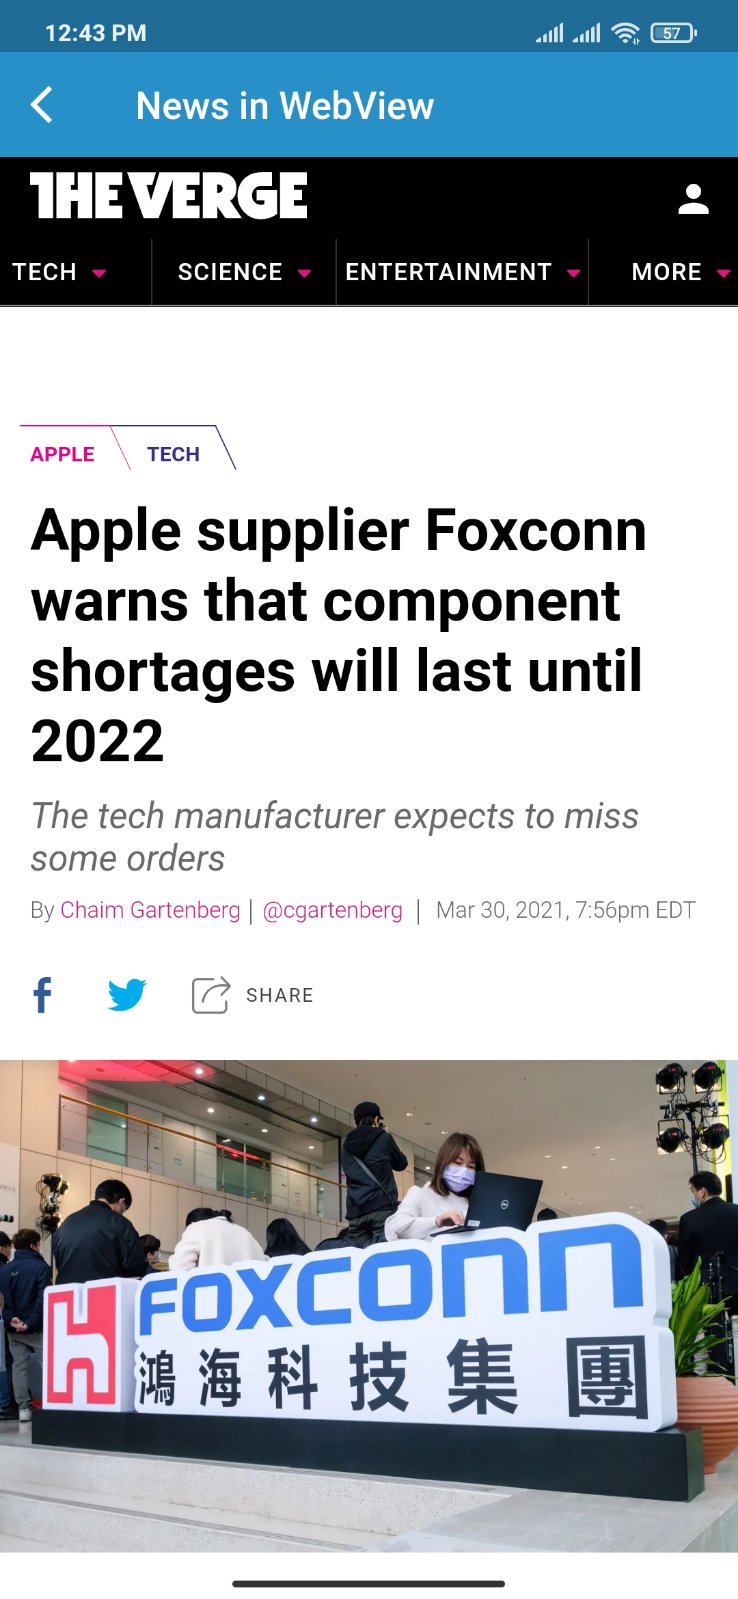 12:43 PM
57
News in WebView
THE VERGE
TECH
SCIENCE
ENTERTAINMENT
MORE
APPLE
TECH
Apple supplier Foxconn
warns that component
shortages will last until
2022
The tech manufacturer expects to miss
some orders
By Chaim Gartenberg | @cgartenberg | Mar 30, 2021, 7:56pm EDT
SHARE
DELL
FOXCONN
鴻海科技集團